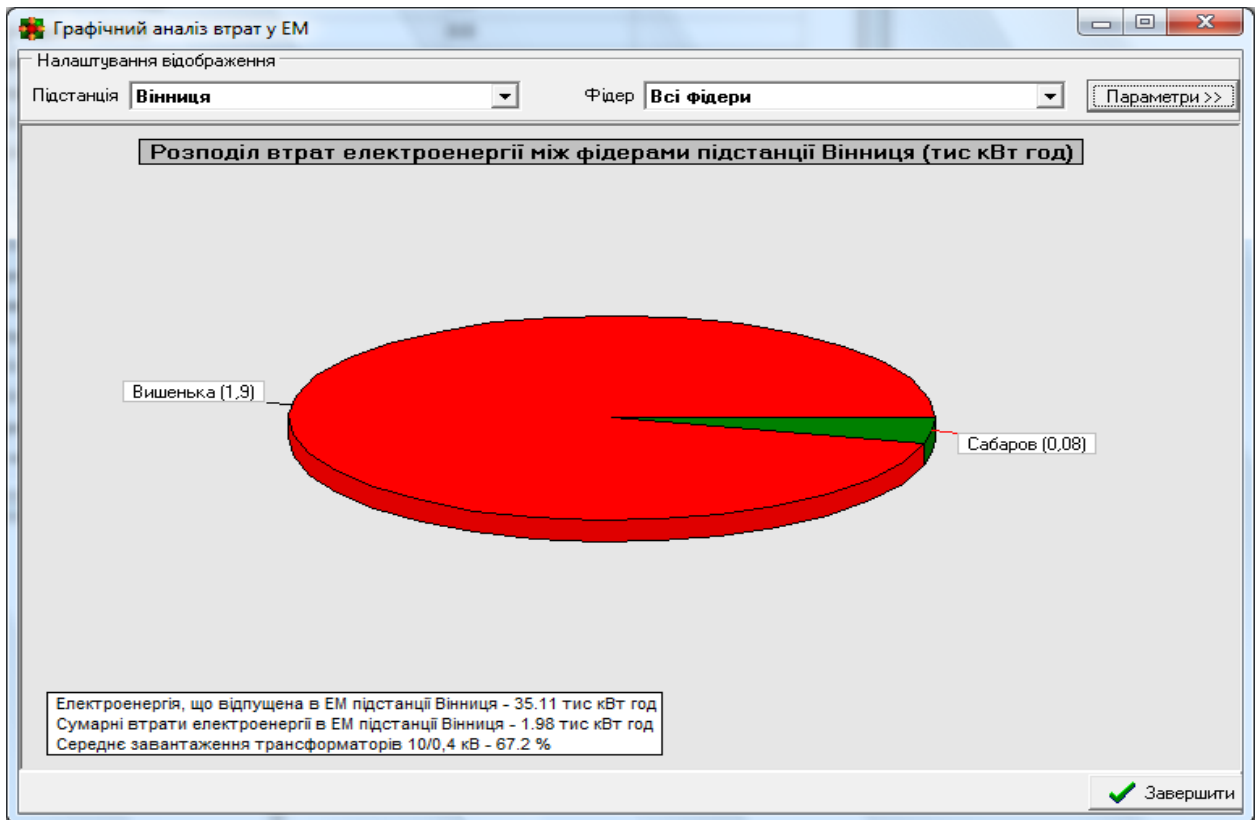 Графічний аналіз втрат у ЕМ
Налаштування відображення
Підстанція Вінниця Фідер Всі фідери Параметри >>
Розподіл втрат електроенергії між фідерами підстанції Вінниця (тис кВт год)
Вишенька (1,9)
Сабаров (0,08)
Електроенергія, що відпущена в ЕМ підстанції Вінниця - 35.11 тис кВт год
Сумарні втрати електроенергії в ЕМ підстанції Вінниця - 1.98 тис кВт год
Середнє завантаження трансформаторів 10/0,4 кВ - 67.2 %
Завершити